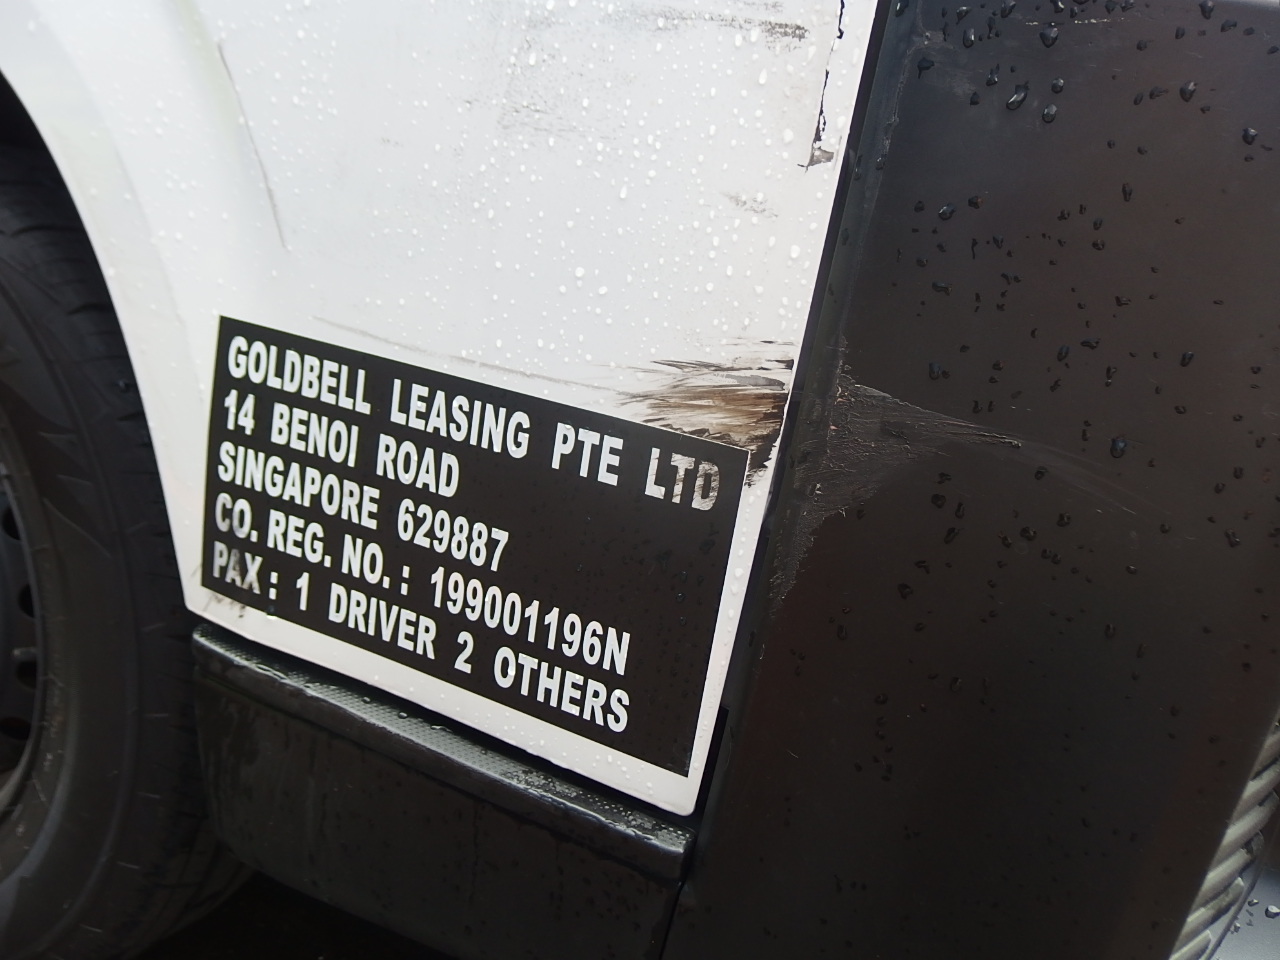 GOLDBELL LEASING PTE LTD
14 BENOI ROAD
SINGAPORE 629887
CO. REG. NO. : 199001196N
PAX : 1 DRIVER 2 OTHERS